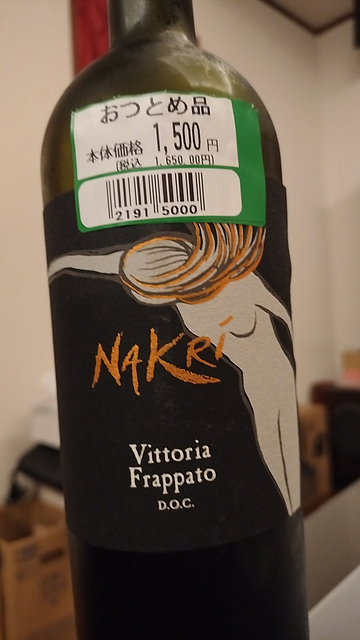 おつとめ品
本体価格 1,500 円
(税込 1,650.00円)
2191 5000
NAKRì
Vittoria
Frappato
D.O.C.